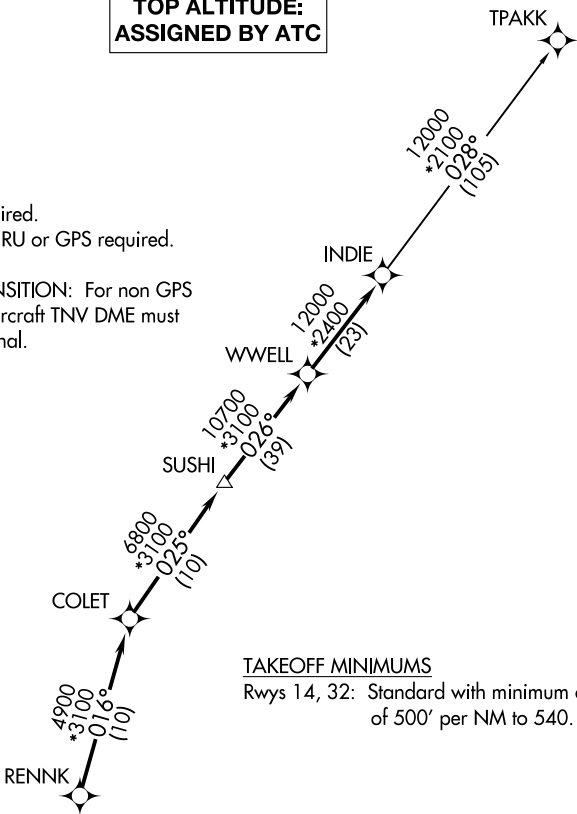 TOP ALTITUDE:
ASSIGNED BY ATC
TPAKK
12000
*2100
028°
(105)
ired.
RU or GPS required.
INDIE
NSITION: For non GPS
rcraft TNV DME must
nal.
12000
*2400
(23)
WWELL
10700
*3100
026°
(39)
SUSHI
6800
*3100
025°
(10)
COLET
TAKEOFF MINIMUMS
Rwys 14, 32: Standard with minimum
of 500' per NM to 540.
4900
*3100
016°
(10)
RENNK